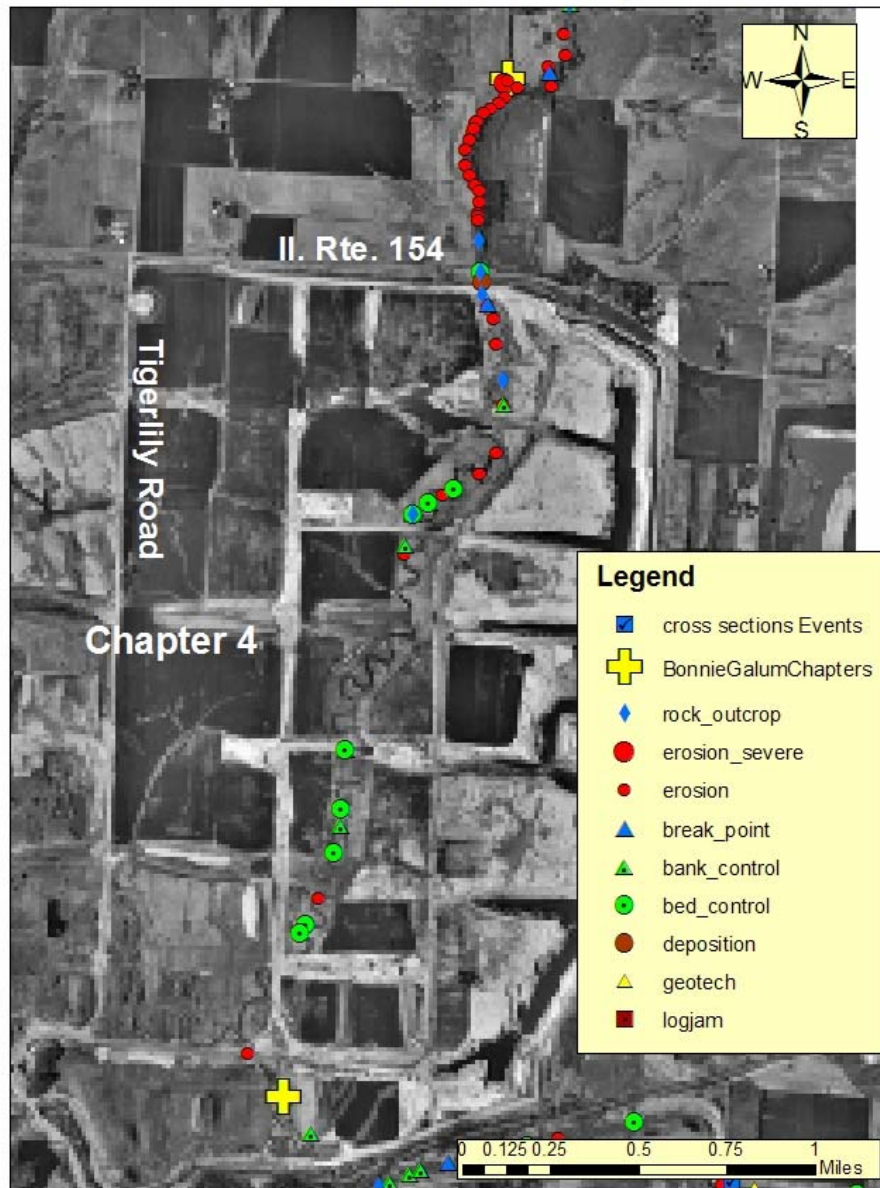 N
W E
S
Il. Rte. 154
Tigerlily Road
Chapter 4
Legend
cross sections Events
BonnieGalumChapters
rock_outcrop
erosion_severe
erosion
break_point
bank_control
bed_control
deposition
geotech
logjam
0 0.125 0.25 0.5 0.75 1
Miles